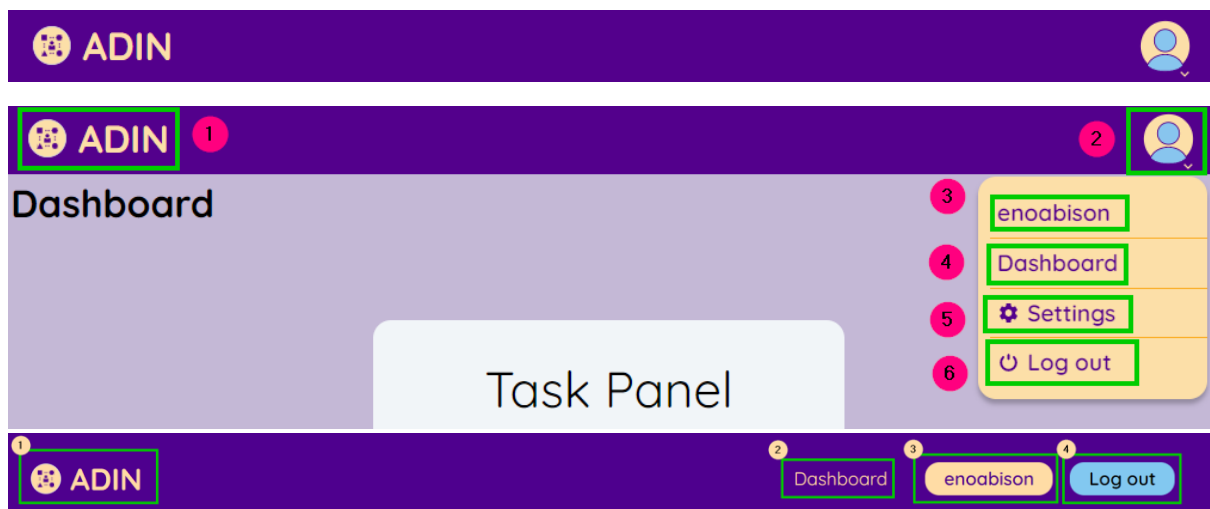 ADIN
ADIN 1 2
Dashboard
3 enoabison
4 Dashboard
5 Settings
6 Log out
Task Panel
1 2 3 4
ADIN Dashboard enoabison Log out